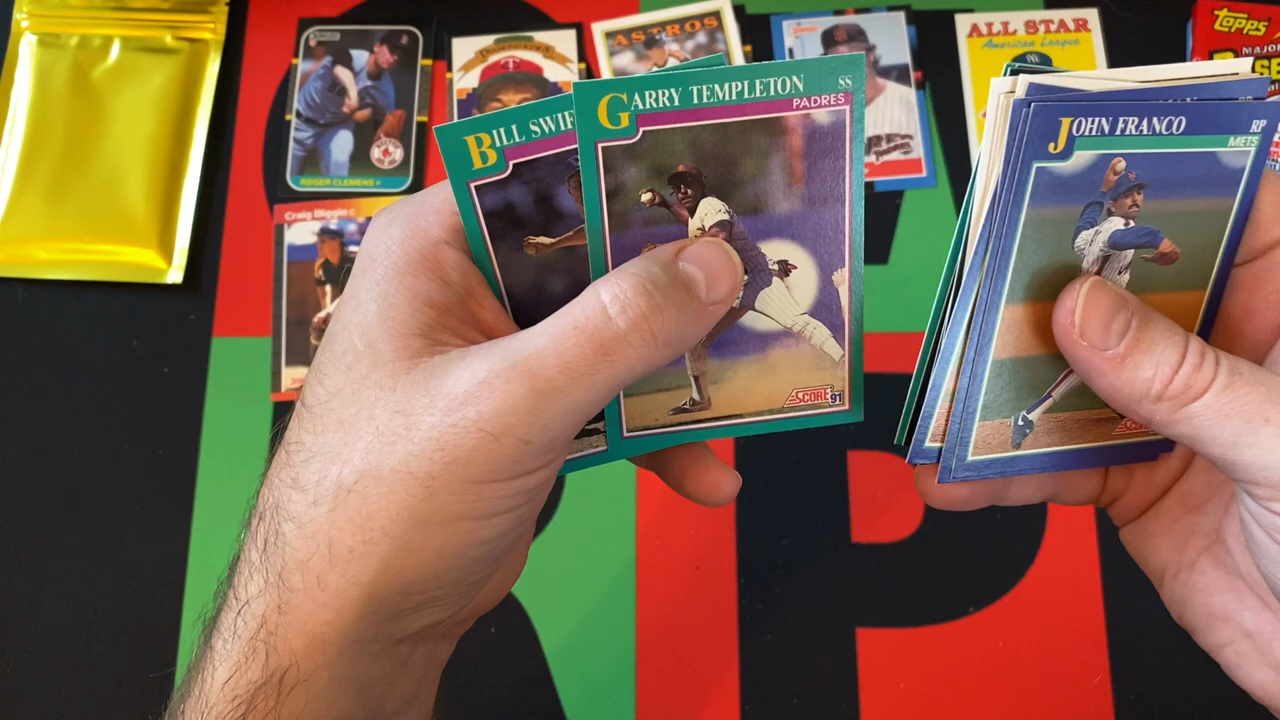 Donruss
ROGER CLEMENS P
Craig Biggio C
ASTROS
ALL STAR
American League
Topps
MAJOR
BILL SWIF
GARRY TEMPLETON
SS
PADRES
SCORE 91
JOHN FRANCO
RP
METS